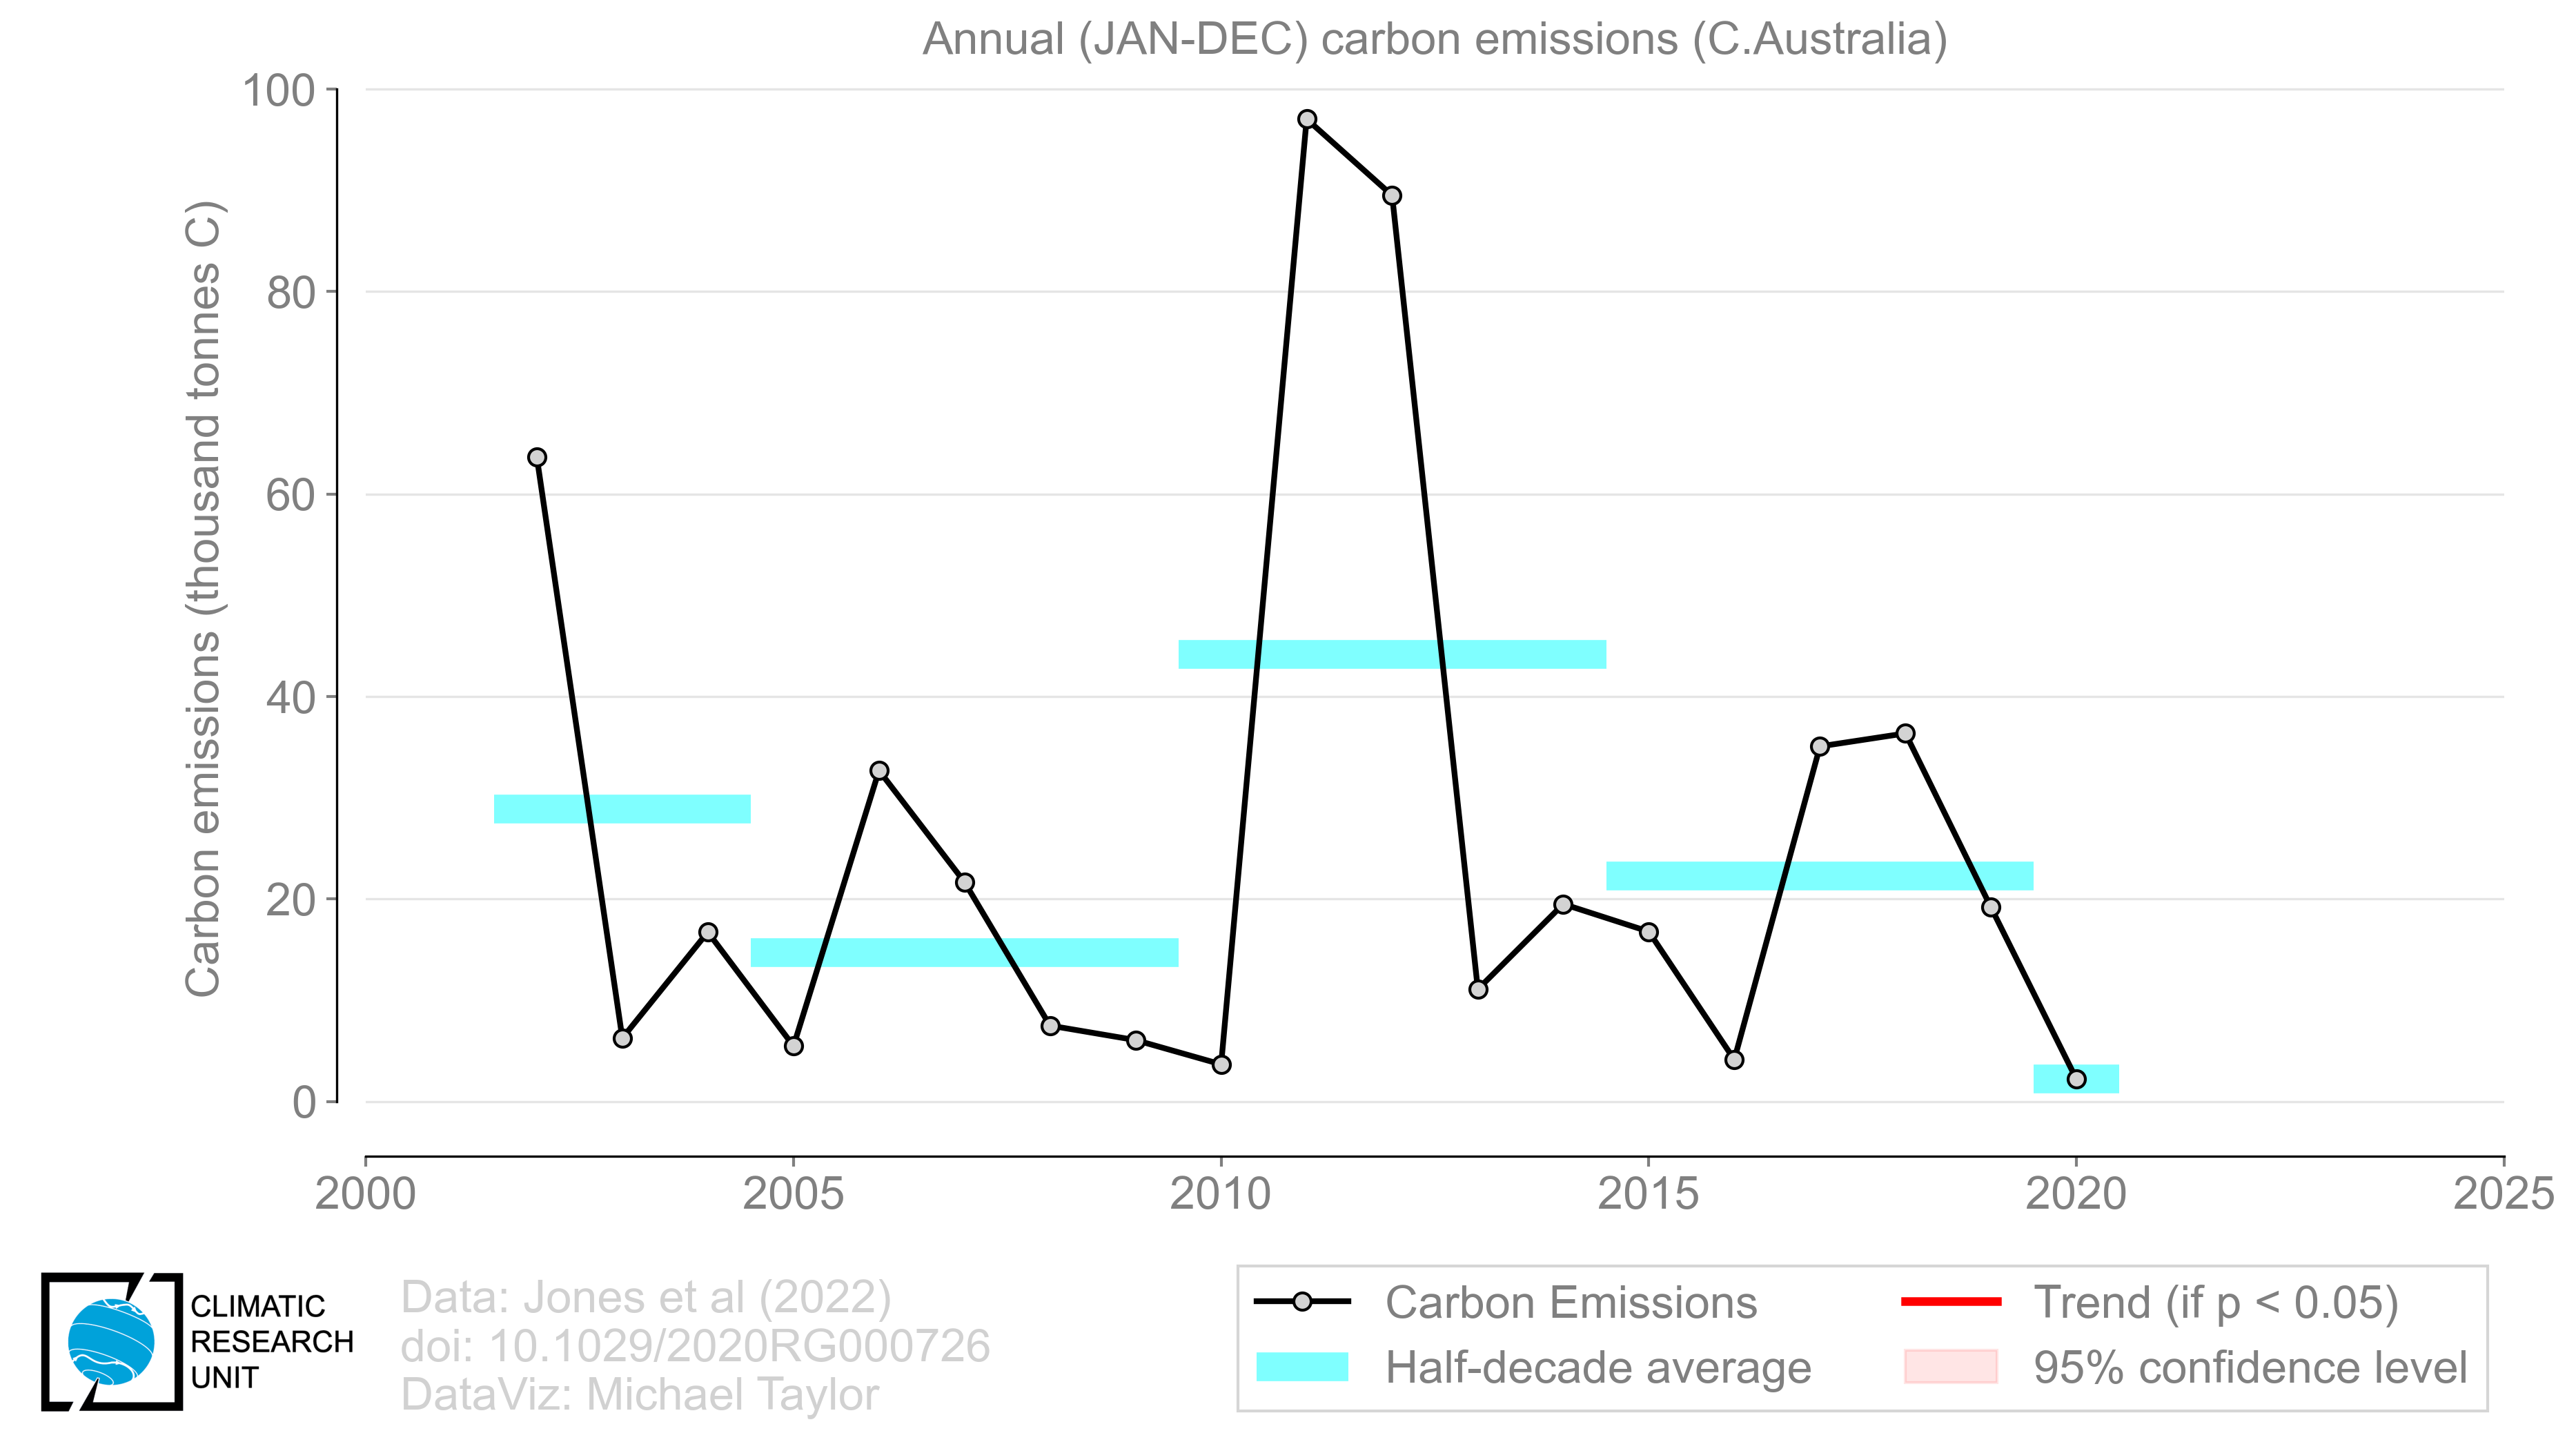 Annual (JAN-DEC) carbon emissions (C.Australia)
Carbon emissions (thousand tonnes C)
100
80
60
40
20
0
2000 2005 2010 2015 2020 2025
CLIMATIC
RESEARCH
UNIT
Data: Jones et al (2022)
doi: 10.1029/2020RG000726
DataViz: Michael Taylor
Carbon Emissions
Half-decade average
Trend (if p < 0.05)
95% confidence level